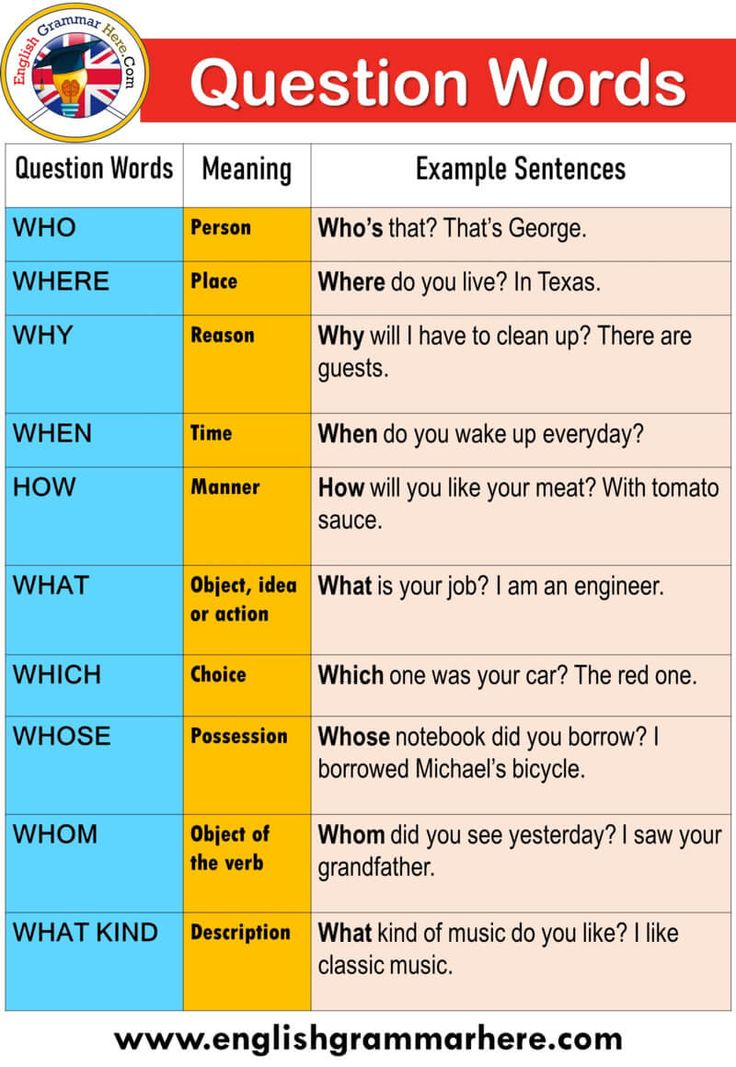 English Grammar Here.Com
Question Words
Question Words Meaning Example Sentences
WHO Person Who's that? That's George.
WHERE Place Where do you live? In Texas.
WHY Reason Why will I have to clean up? There are
guests.
WHEN Time When do you wake up everyday?
HOW Manner How will you like your meat? With tomato
sauce.
WHAT Object, idea What is your job? I am an engineer.
or action
WHICH Choice Which one was your car? The red one.
WHOSE Possession Whose notebook did you borrow? I
borrowed Michael's bicycle.
WHOM Object of Whom did you see yesterday? I saw your
the verb grandfather.
WHAT KIND Description What kind of music do you like? I like
classic music.
www.englishgrammarhere.com